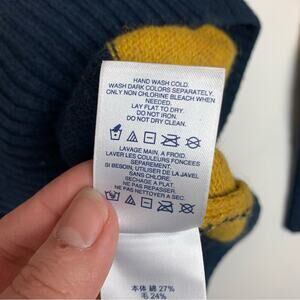 HAND WASH COLD.
WASH DARK COLORS SEPARATELY.
ONLY NON CHLORINE BLEACH WHEN
NEEDED.
LAY FLAT TO DRY.
DO NOT IRON.
DO NOT DRY CLEAN.
LAVAGE MAIN, A FROID.
LAVER LES COULEURS FONCEES
SEPAREMENT.
SI BESOIN, UTILISER DE LA JAVEL
SANS CHLORE.
SECHAGE A PLAT.
NE PAS REPASSER.
NE PAS NETTOYER A SEC.
本体 綿 27%
毛 24%